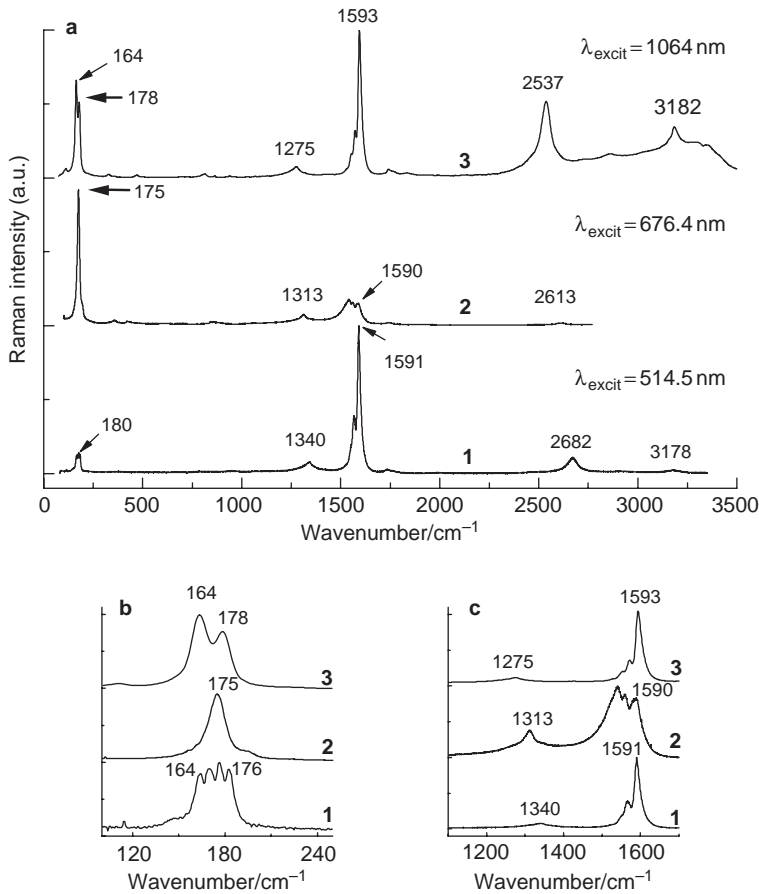 a
1593
λexcit = 1064 nm
164
178
2537
3182
1275
3
175
λexcit = 676.4 nm
1590
1313
2613
2
1591
λexcit = 514.5 nm
180
1340
2682
3178
1
Raman intensity (a.u.)
0 500 1000 1500 2000 2500 3000 3500
Wavenumber/cm⁻¹
b
164
178
3
175
2
164 176
1
120 180 240
Wavenumber/cm⁻¹
c
1593
1275
3
1590
1313
2
1591
1340
1
1200 1400 1600
Wavenumber/cm⁻¹